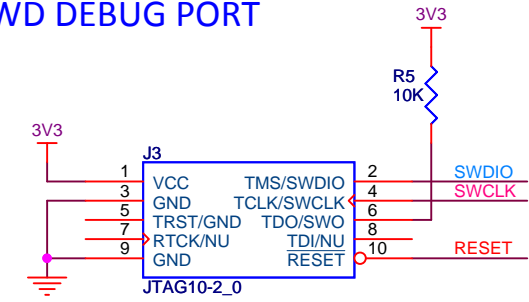 WD DEBUG PORT
3V3
R5
10K
3V3
J3
1 VCC TMS/SWDIO 2 SWDIO
3 GND TCLK/SWCLK 4 SWCLK
5 TRST/GND TDO/SWO 6
7 RTCK/NU TDI/NU 8
9 GND RESET 10 RESET
JTAG10-2_0